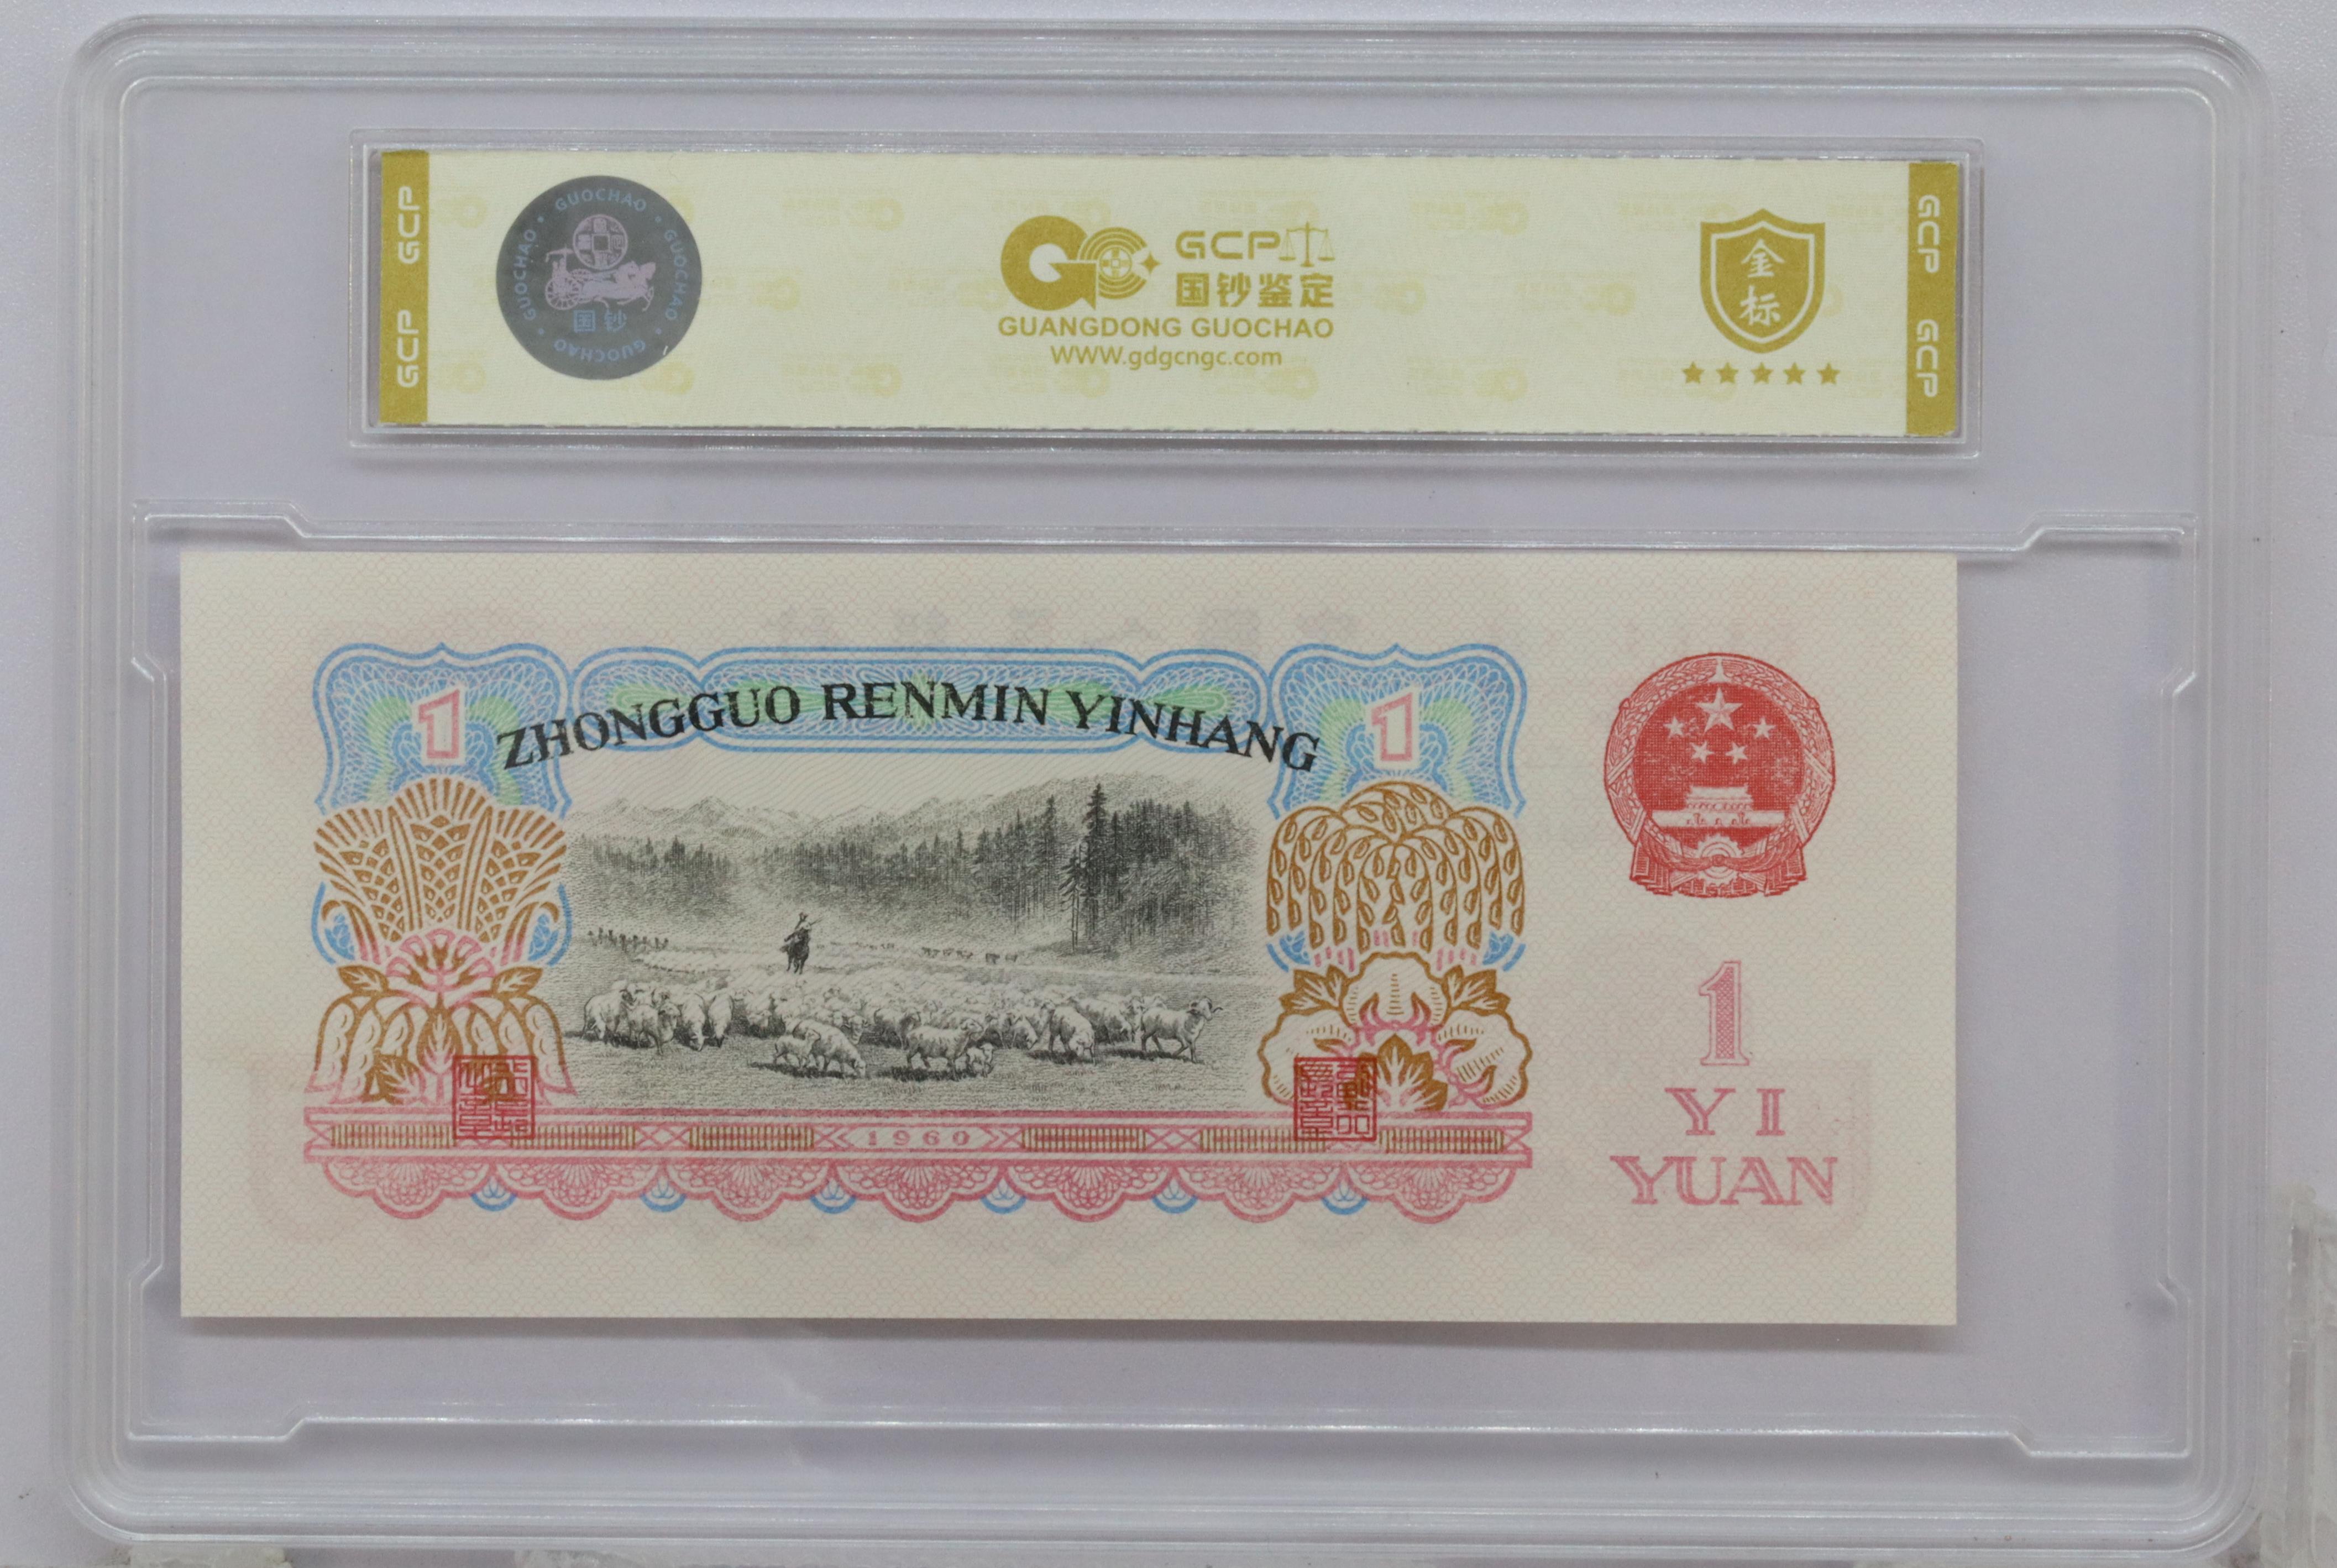 GCP GCP
GUOCHAO GUOCHAO GUOCHAO GUOCHAO
国钞
GCP
国钞鉴定
GUANGDONG GUOCHAO
WWW.gdgcngc.com
金标
GCP GCP
1
ZHONGGUO RENMIN YINHANG
1
1960
1
YI
YUAN